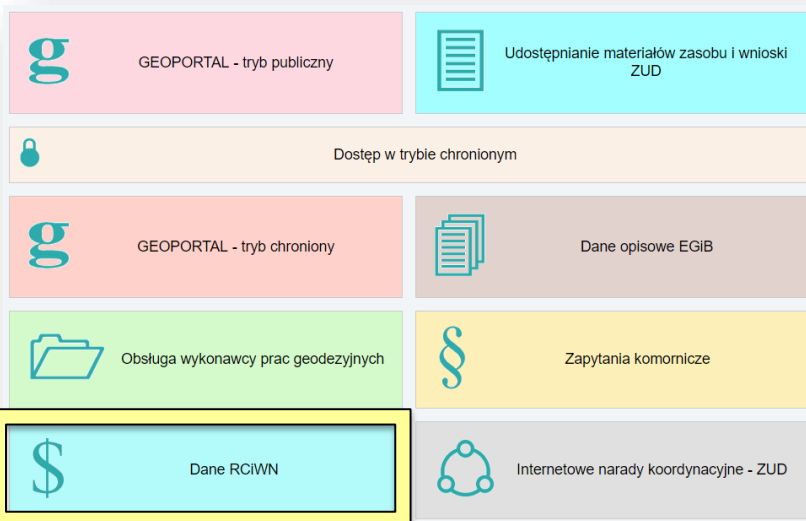 GEOPORTAL - tryb publiczny
Udostępnianie materiałów zasobu i wnioski
ZUD
Dostęp w trybie chronionym
GEOPORTAL - tryb chroniony
Dane opisowe EGiB
Obsługa wykonawcy prac geodezyjnych
Zapytania komornicze
Dane RCiWN
Internetowe narady koordynacyjne - ZUD